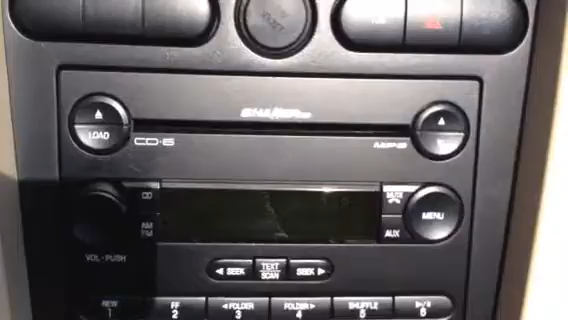 SHAKER
LOAD
CD-6
MP3
CD
MUTE
MENU
AM
FM
AUX
VOL-PUSH
◄ SEEK
TEXT
SCAN
SEEK ►
REW
FF
◄ FOLDER
FOLDER ►
SHUFFLE
►/II
1
2
3
4
5
6